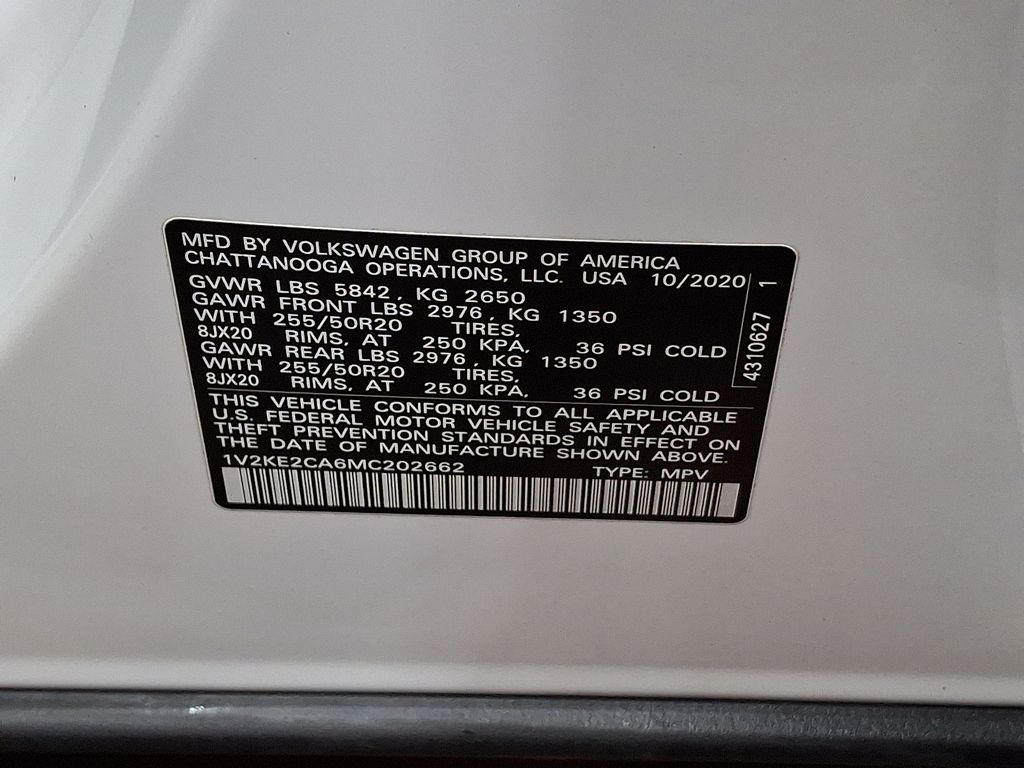 MFD BY VOLKSWAGEN GROUP OF AMERICA
CHATTANOOGA OPERATIONS, LLC. USA 10/2020
GVWR LBS 5842, KG 2650
GAWR FRONT LBS 2976, KG 1350
WITH 255/50R20 TIRES,
8JX20 RIMS, AT 250 KPA, 36 PSI COLD
GAWR REAR LBS 2976, KG 1350
WITH 255/50R20 TIRES,
8JX20 RIMS, AT 250 KPA, 36 PSI COLD
4310627 1
THIS VEHICLE CONFORMS TO ALL APPLICABLE
U.S. FEDERAL MOTOR VEHICLE SAFETY AND
THEFT PREVENTION STANDARDS IN EFFECT ON
THE DATE OF MANUFACTURE SHOWN ABOVE.
1V2KE2CA6MC202662 TYPE: MPV